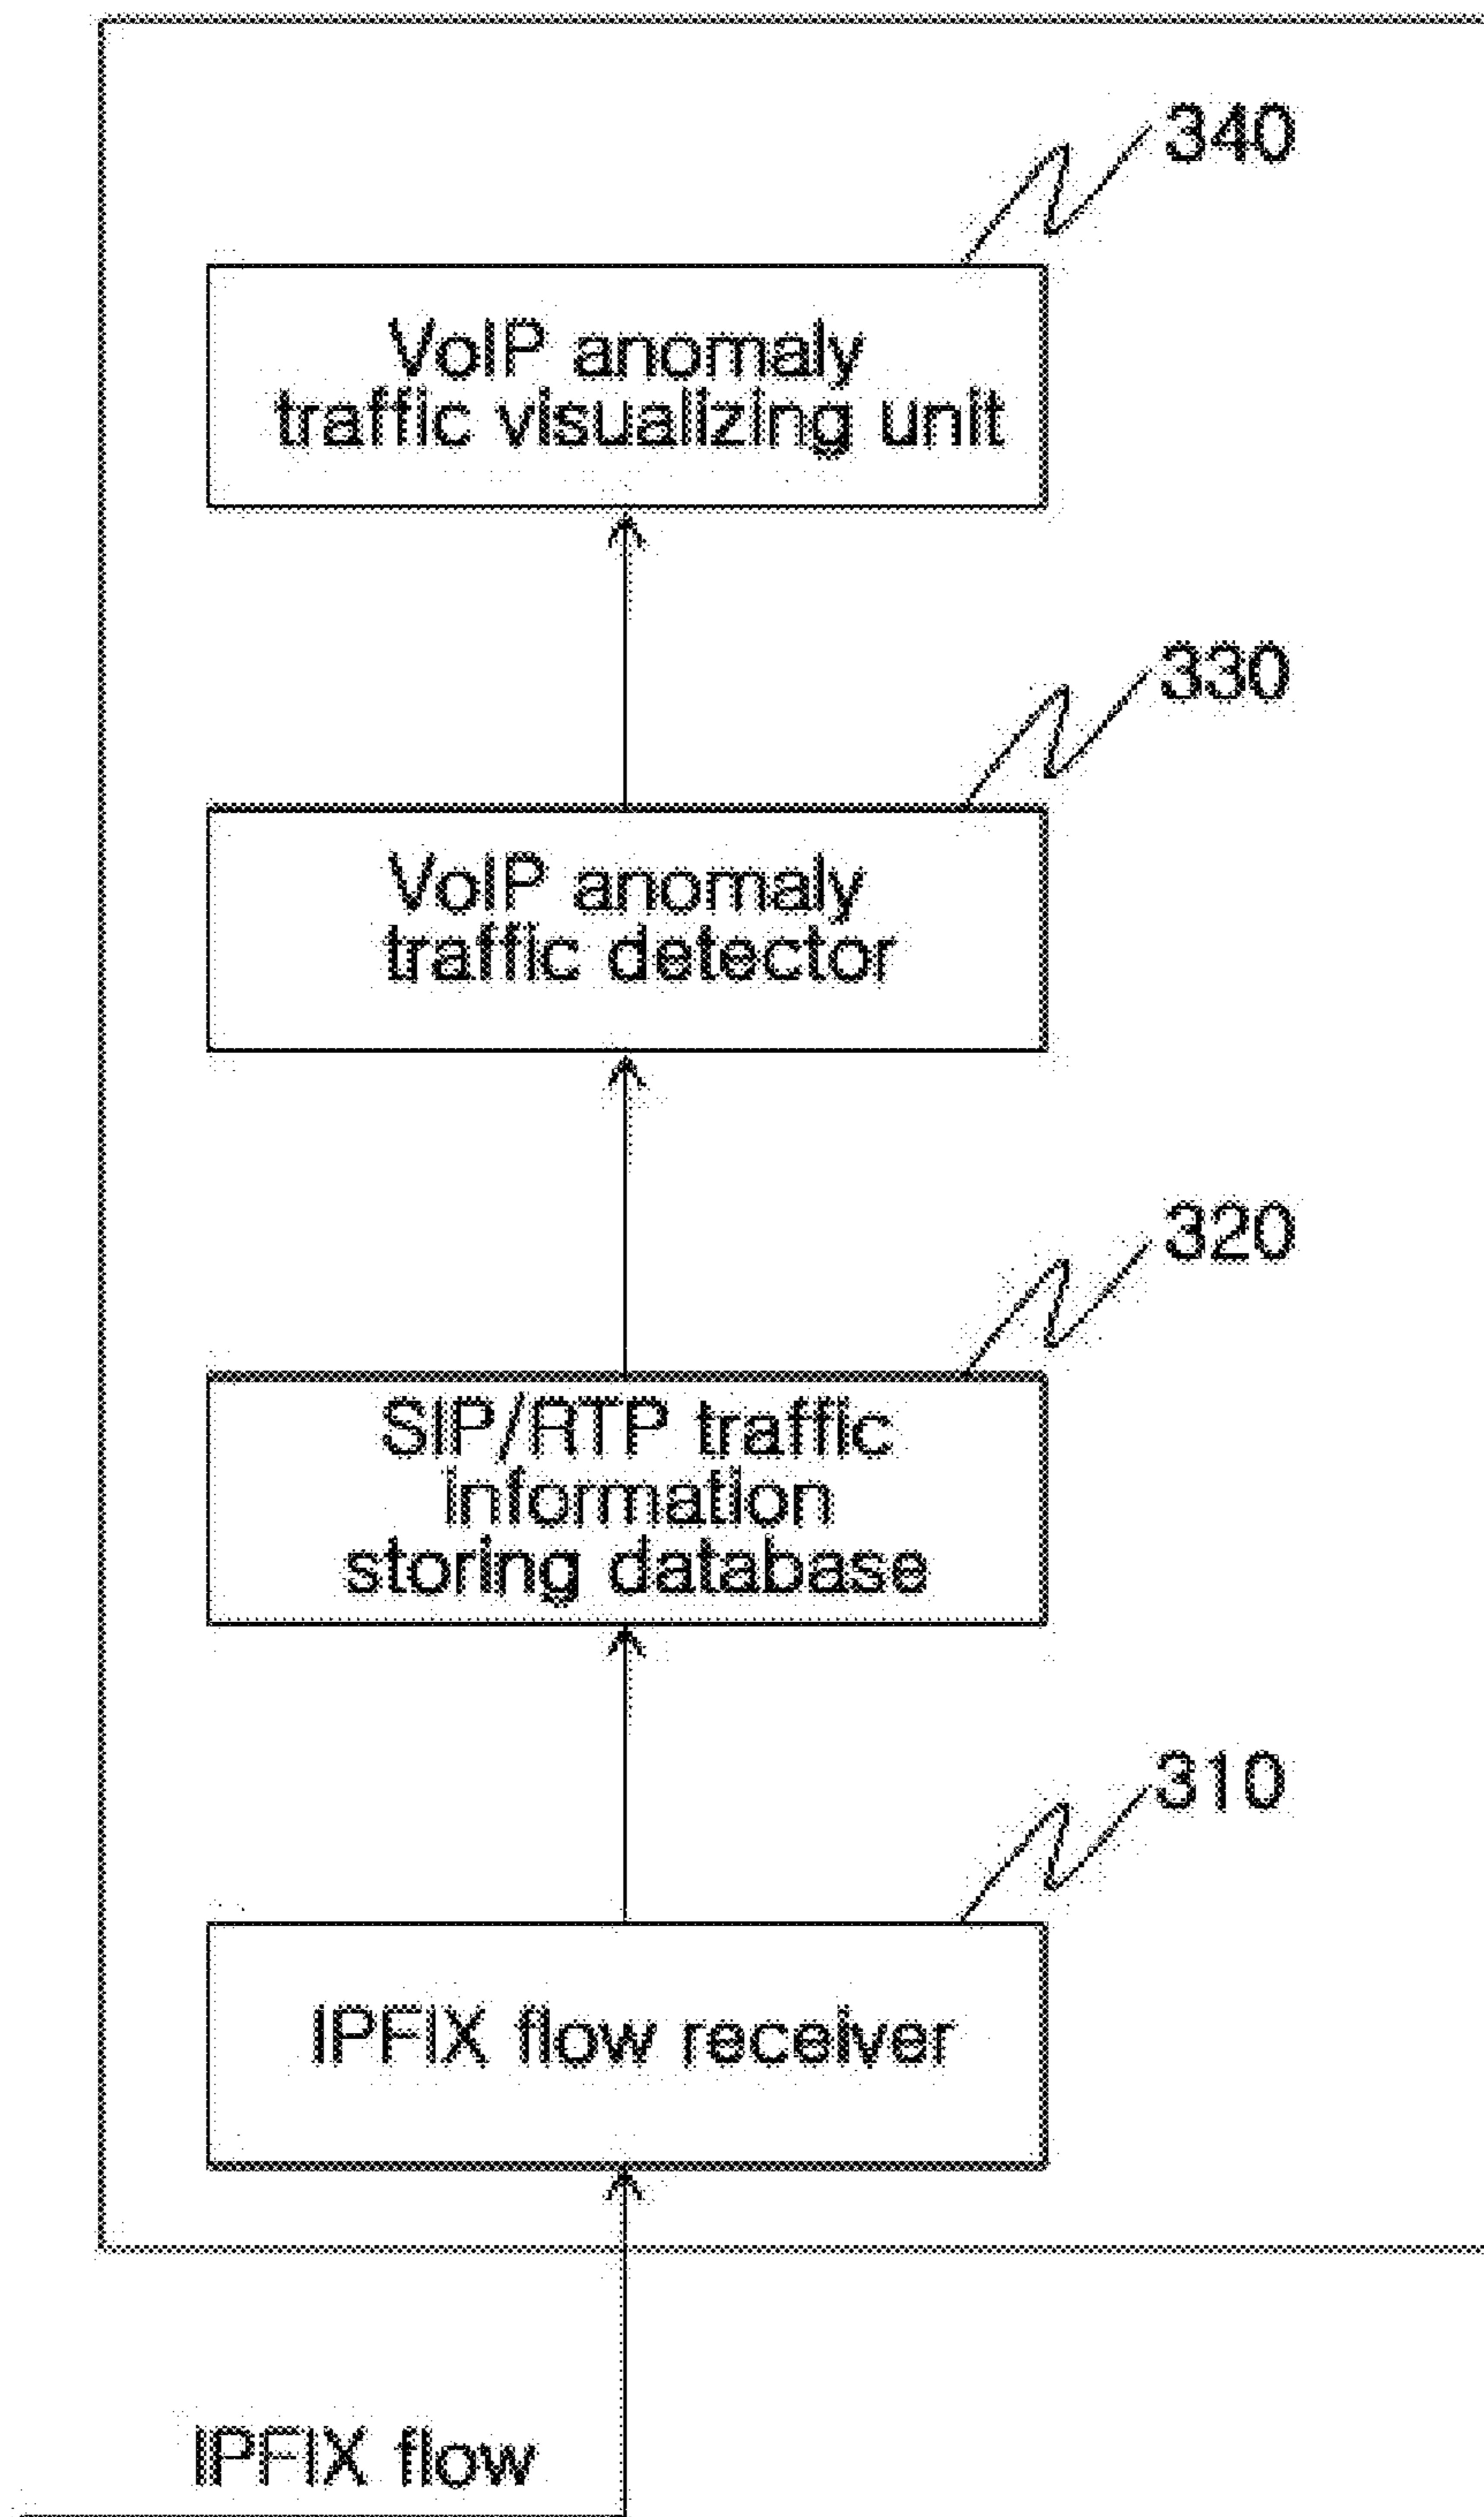 340
VoIP anomaly
traffic visualizing unit
330
VoIP anomaly
traffic detector
320
SIP/RTP traffic
information
storing database
310
IPFIX flow receiver
IPFIX flow